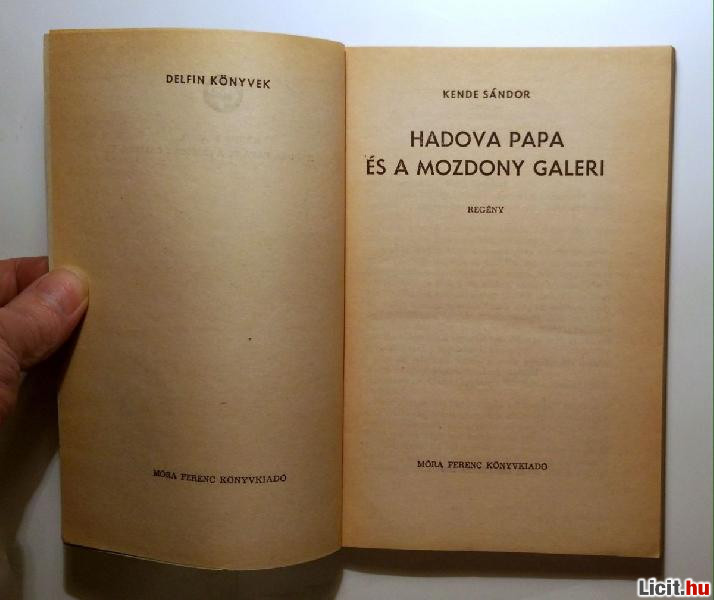 DELFIN KÖNYVEK
MÓRA FERENC KÖNYVKIADÓ
KENDE SÁNDOR
HADOVA PAPA
ÉS A MOZDONY GALERI
REGÉNY
MÓRA FERENC KÖNYVKIADÓ
Licit.hu